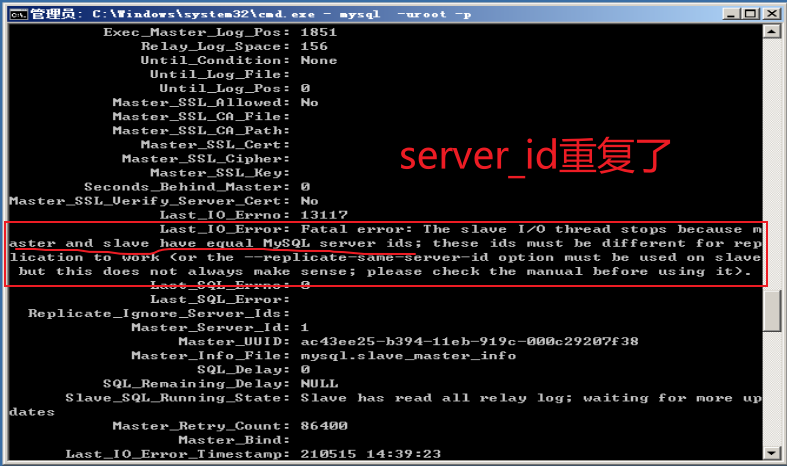 管理员: C:\Windows\system32\cmd.exe - mysql  -uroot -p
Exec_Master_Log_Pos: 1851
Relay_Log_Space: 156
Until_Condition: None
Until_Log_File:
Until_Log_Pos: 0
Master_SSL_Allowed: No
Master_SSL_CA_File:
Master_SSL_CA_Path:
Master_SSL_Cert:
Master_SSL_Cipher:
Master_SSL_Key:
server_id重复了
Seconds_Behind_Master: 0
Master_SSL_Verify_Server_Cert: No
Last_IO_Errno: 13117
Last_IO_Error: Fatal error: The slave I/O thread stops because m
aster and slave have equal MySQL server ids; these ids must be different for rep
lication to work (or the --replicate-same-server-id option must be used on slave
but this does not always make sense; please check the manual before using it).
Last_SQL_Errno: 0
Last_SQL_Error:
Replicate_Ignore_Server_Ids:
Master_Server_Id: 1
Master_UUID: ac43ee25-b394-11eb-919c-000c29207f38
Master_Info_File: mysql.slave_master_info
SQL_Delay: 0
SQL_Remaining_Delay: NULL
Slave_SQL_Running_State: Slave has read all relay log; waiting for more up
dates
Master_Retry_Count: 86400
Master_Bind:
Last_IO_Error_Timestamp: 210515 14:39:23